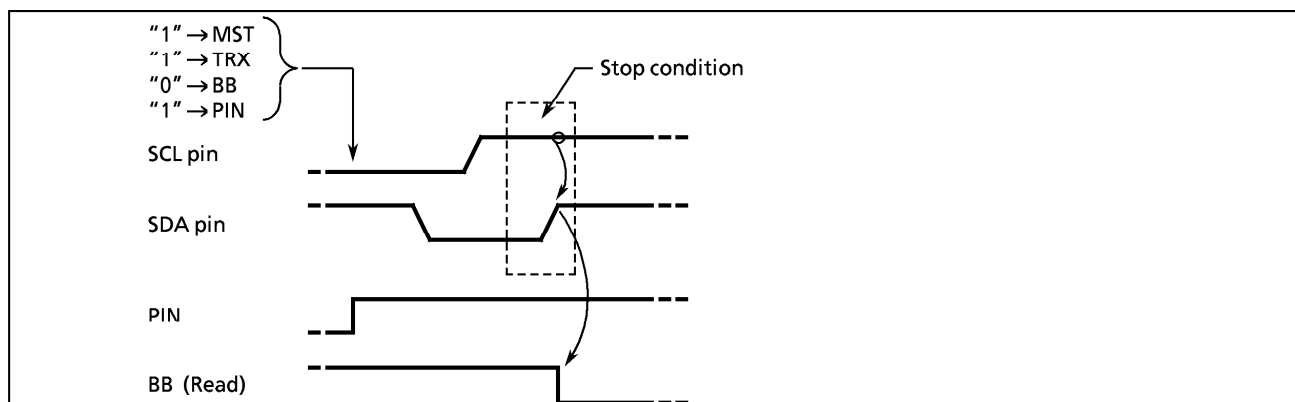 “1” → MST
“1” → TRX
“0” → BB
“1” → PIN
Stop condition
SCL pin
SDA pin
PIN
BB (Read)